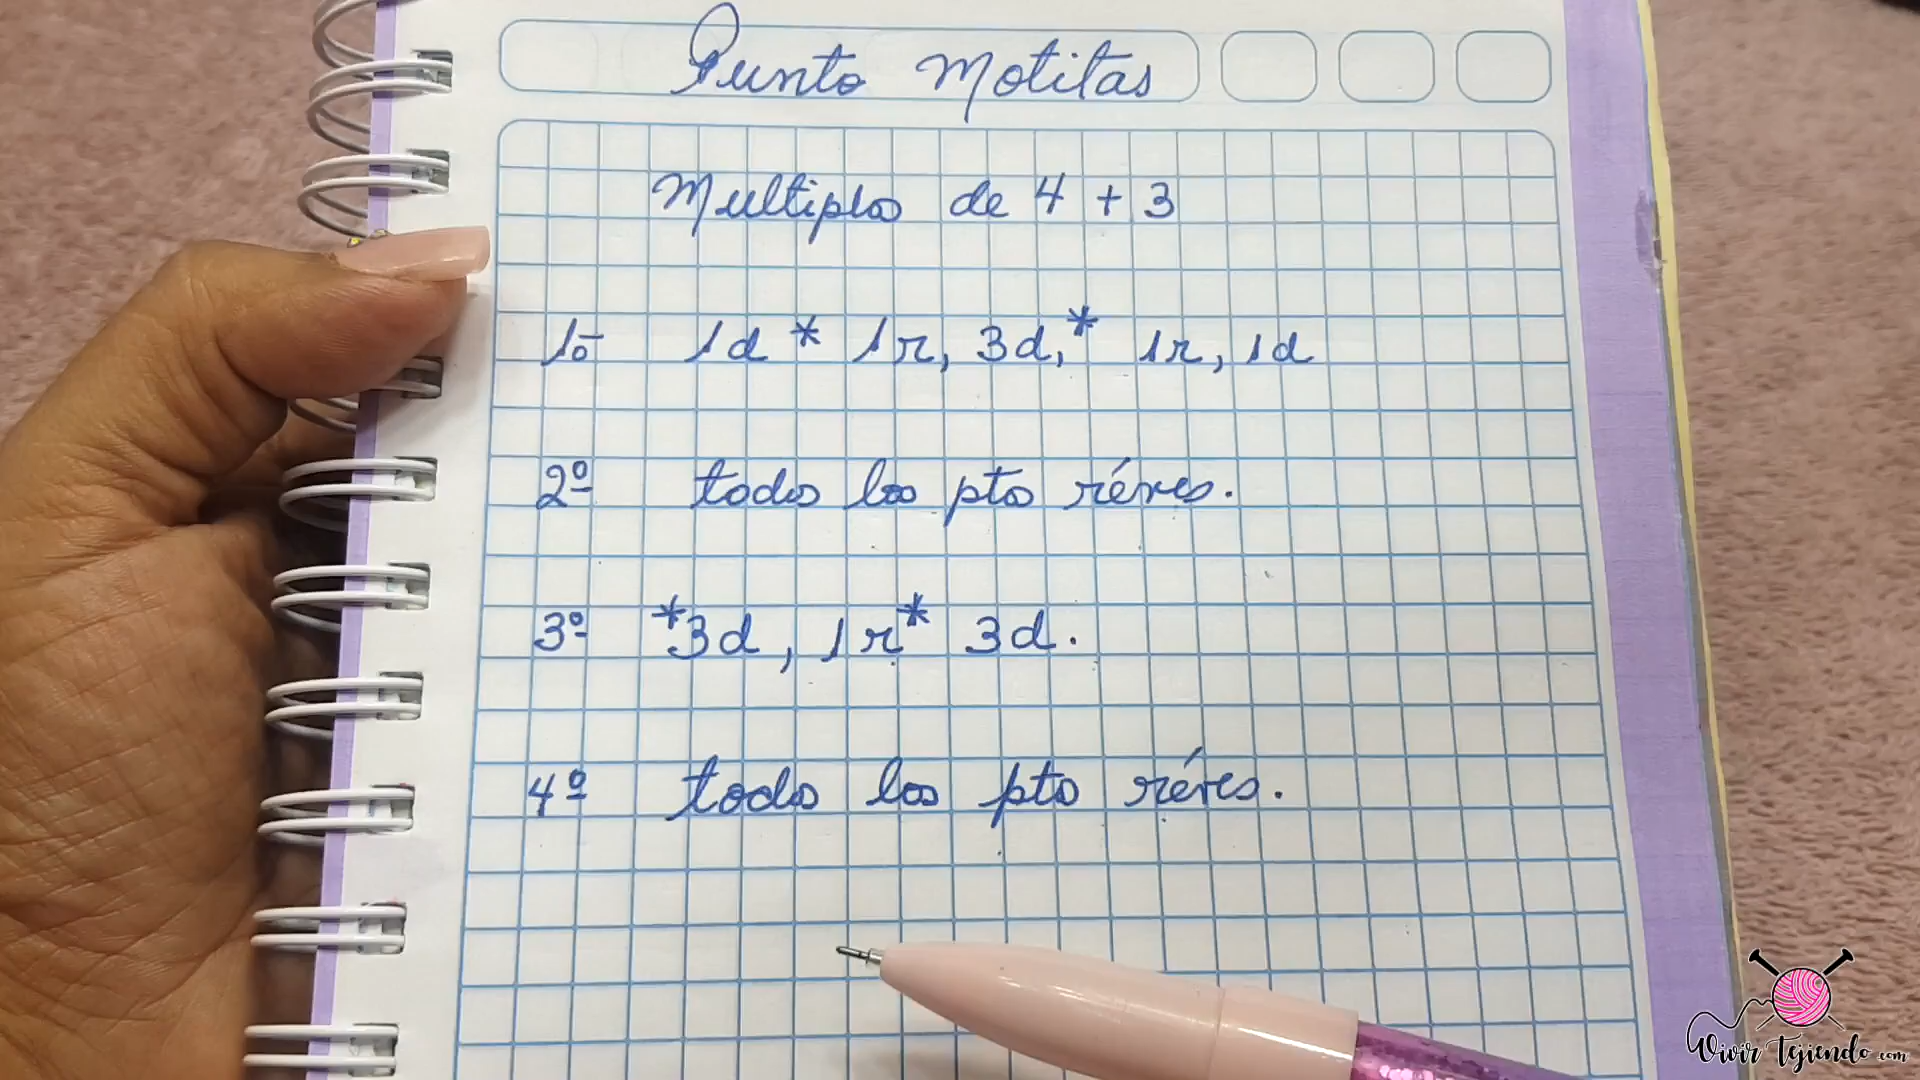 Punto Motitas
Multiplos de 4 + 3
1º 1d * 1r, 3d,* 1r, 1d
2º todos los pto réves.
3º *3d, 1r* 3d.
4º todos los pto réves.
Vivir Tejiendo.com